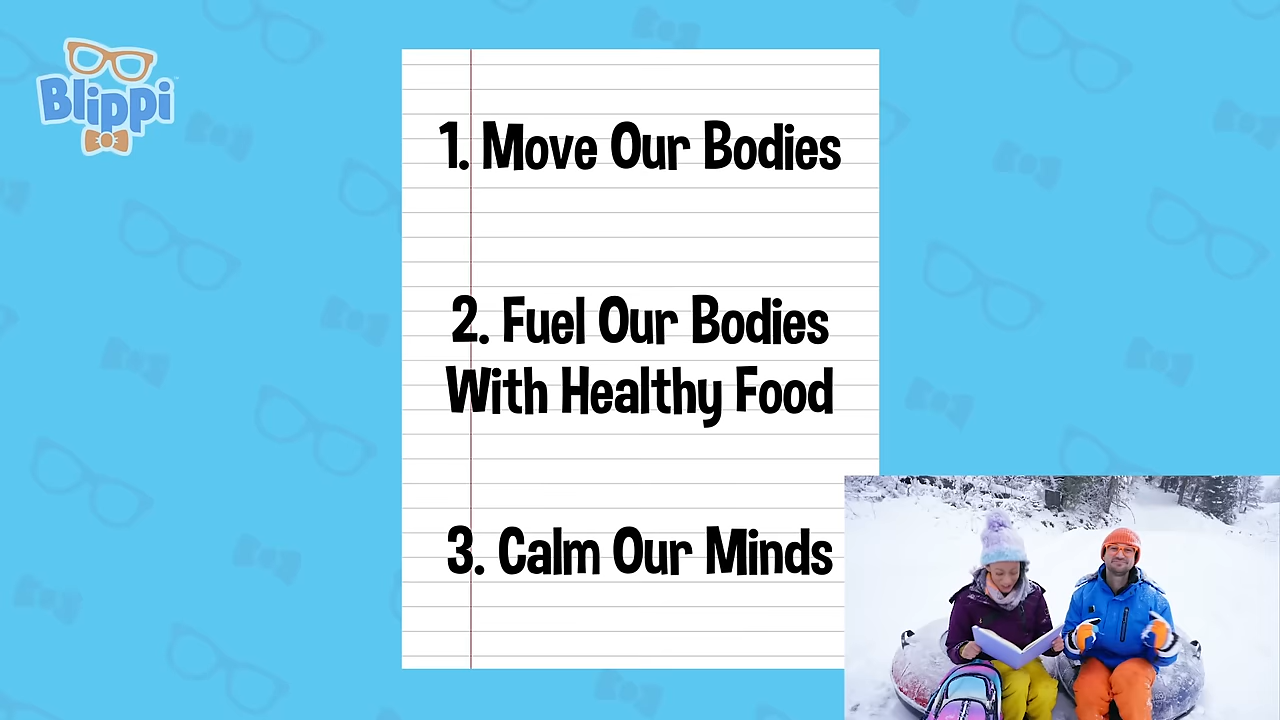 Blippi
1. Move Our Bodies
2. Fuel Our Bodies
With Healthy Food
3. Calm Our Minds